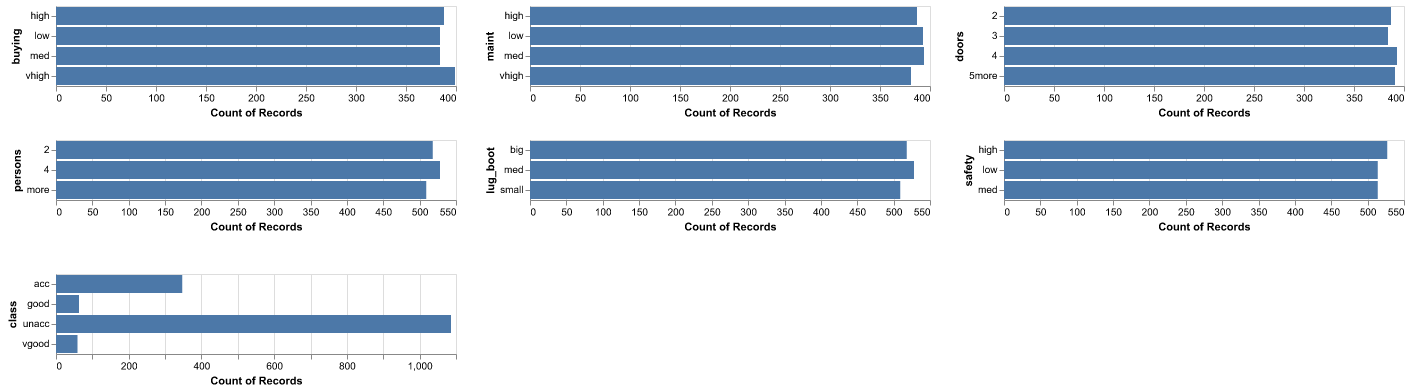 buying
high
low
med
vhigh
0 50 100 150 200 250 300 350 400
Count of Records
maint
high
low
med
vhigh
0 50 100 150 200 250 300 350 400
Count of Records
doors
2
3
4
5more
0 50 100 150 200 250 300 350 400
Count of Records
persons
2
4
more
0 50 100 150 200 250 300 350 400 450 500 550
Count of Records
lug_boot
big
med
small
0 50 100 150 200 250 300 350 400 450 500 550
Count of Records
safety
high
low
med
0 50 100 150 200 250 300 350 400 450 500 550
Count of Records
class
acc
good
unacc
vgood
0 200 400 600 800 1,000
Count of Records